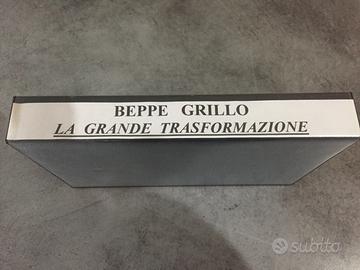 BEPPE GRILLO
LA GRANDE TRASFORMAZIONE
subito